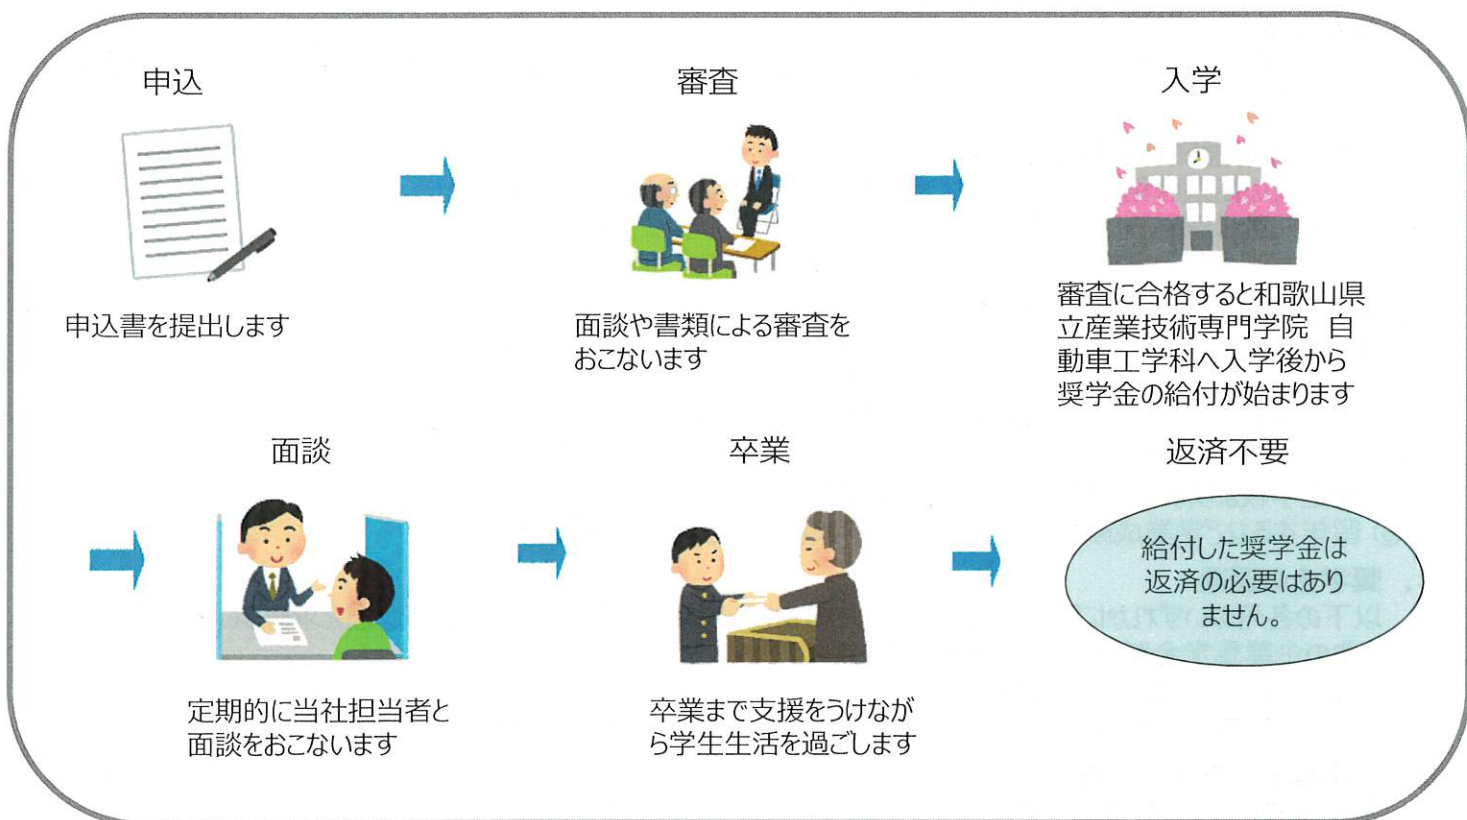 申込
審査
入学
申込書を提出します
面談や書類による審査を
おこないます
審査に合格すると和歌山県
立産業技術専門学院 自
動車工学科へ入学後から
奨学金の給付が始まります
面談
卒業
返済不要
給付した奨学金は
返済の必要はあり
ません。
定期的に当社担当者と
面談をおこないます
卒業まで支援をうけなが
ら学生生活を過ごします